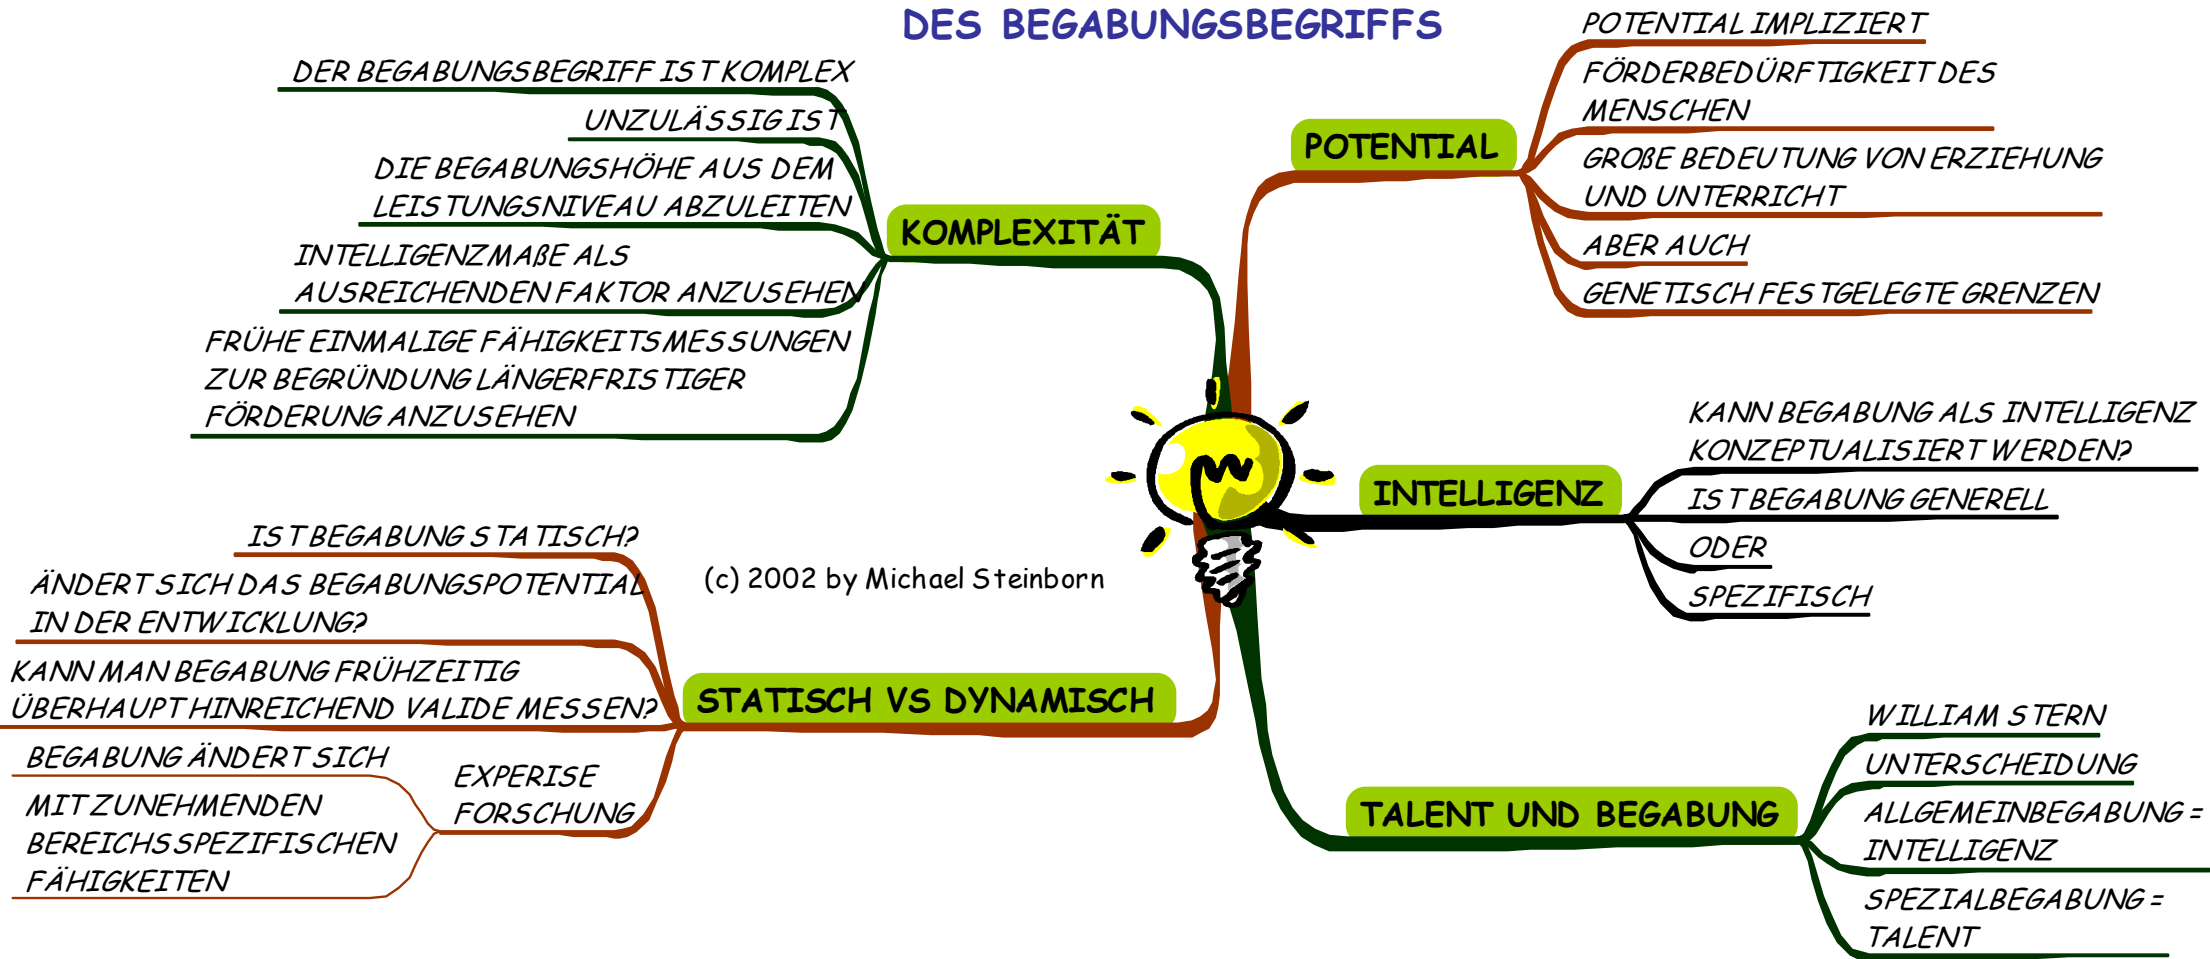 DES BEGABUNGSBEGRIFFS
DER BEGABUNGSBEGRIFF IST KOMPLEX
UNZULÄSSIG IST
DIE BEGABUNGSHÖHE AUS DEM
LEISTUNGSNIVEAU ABZULEITEN
INTELLIGENZMAßE ALS
AUSREICHENDEN FAKTOR ANZUSEHEN
FRÜHE EINMALIGE FÄHIGKEITSMESSUNGEN
ZUR BEGRÜNDUNG LÄNGERFRISTIGER
FÖRDERUNG ANZUSEHEN
KOMPLEXITÄT
POTENTIAL
POTENTIAL IMPLIZIERT
FÖRDERBEDÜRFTIGKEIT DES
MENSCHEN
GROßE BEDEUTUNG VON ERZIEHUNG
UND UNTERRICHT
ABER AUCH
GENETISCH FESTGELEGTE GRENZEN
INTELLIGENZ
KANN BEGABUNG ALS INTELLIGENZ
KONZEPTUALISIERT WERDEN?
IST BEGABUNG GENERELL
ODER
SPEZIFISCH
IST BEGABUNG STATISCH?
ÄNDERT SICH DAS BEGABUNGSPOTENTIAL
IN DER ENTWICKLUNG?
KANN MAN BEGABUNG FRÜHZEITIG
ÜBERHAUPT HINREICHEND VALIDE MESSEN?
BEGABUNG ÄNDERT SICH
MIT ZUNEHMENDEN
BEREICHSSPEZIFISCHEN
FÄHIGKEITEN
EXPERISE
FORSCHUNG
STATISCH VS DYNAMISCH
(c) 2002 by Michael Steinborn
TALENT UND BEGABUNG
WILLIAM STERN
UNTERSCHEIDUNG
ALLGEMEINBEGABUNG =
INTELLIGENZ
SPEZIALBEGABUNG =
TALENT